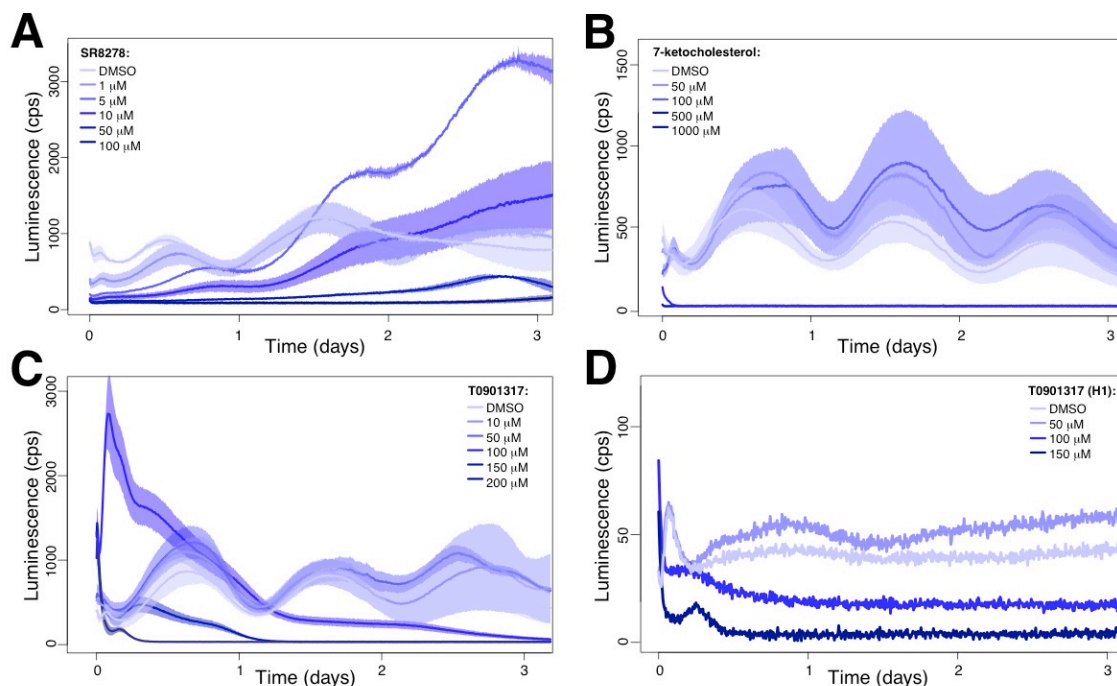 A
SR8278:
DMSO
1 μM
5 μM
10 μM
50 μM
100 μM
Luminescence (cps)
0
1000
2000
3000
0
1
2
3
Time (days)
B
7-ketocholesterol:
DMSO
50 μM
100 μM
500 μM
1000 μM
Luminescence (cps)
0
500
1000
1500
0
1
2
3
Time (days)
C
T0901317:
DMSO
10 μM
50 μM
100 μM
150 μM
200 μM
Luminescence (cps)
0
1000
2000
3000
0
1
2
3
Time (days)
D
T0901317 (H1):
DMSO
50 μM
100 μM
150 μM
Luminescence (cps)
0
50
100
0
1
2
3
Time (days)